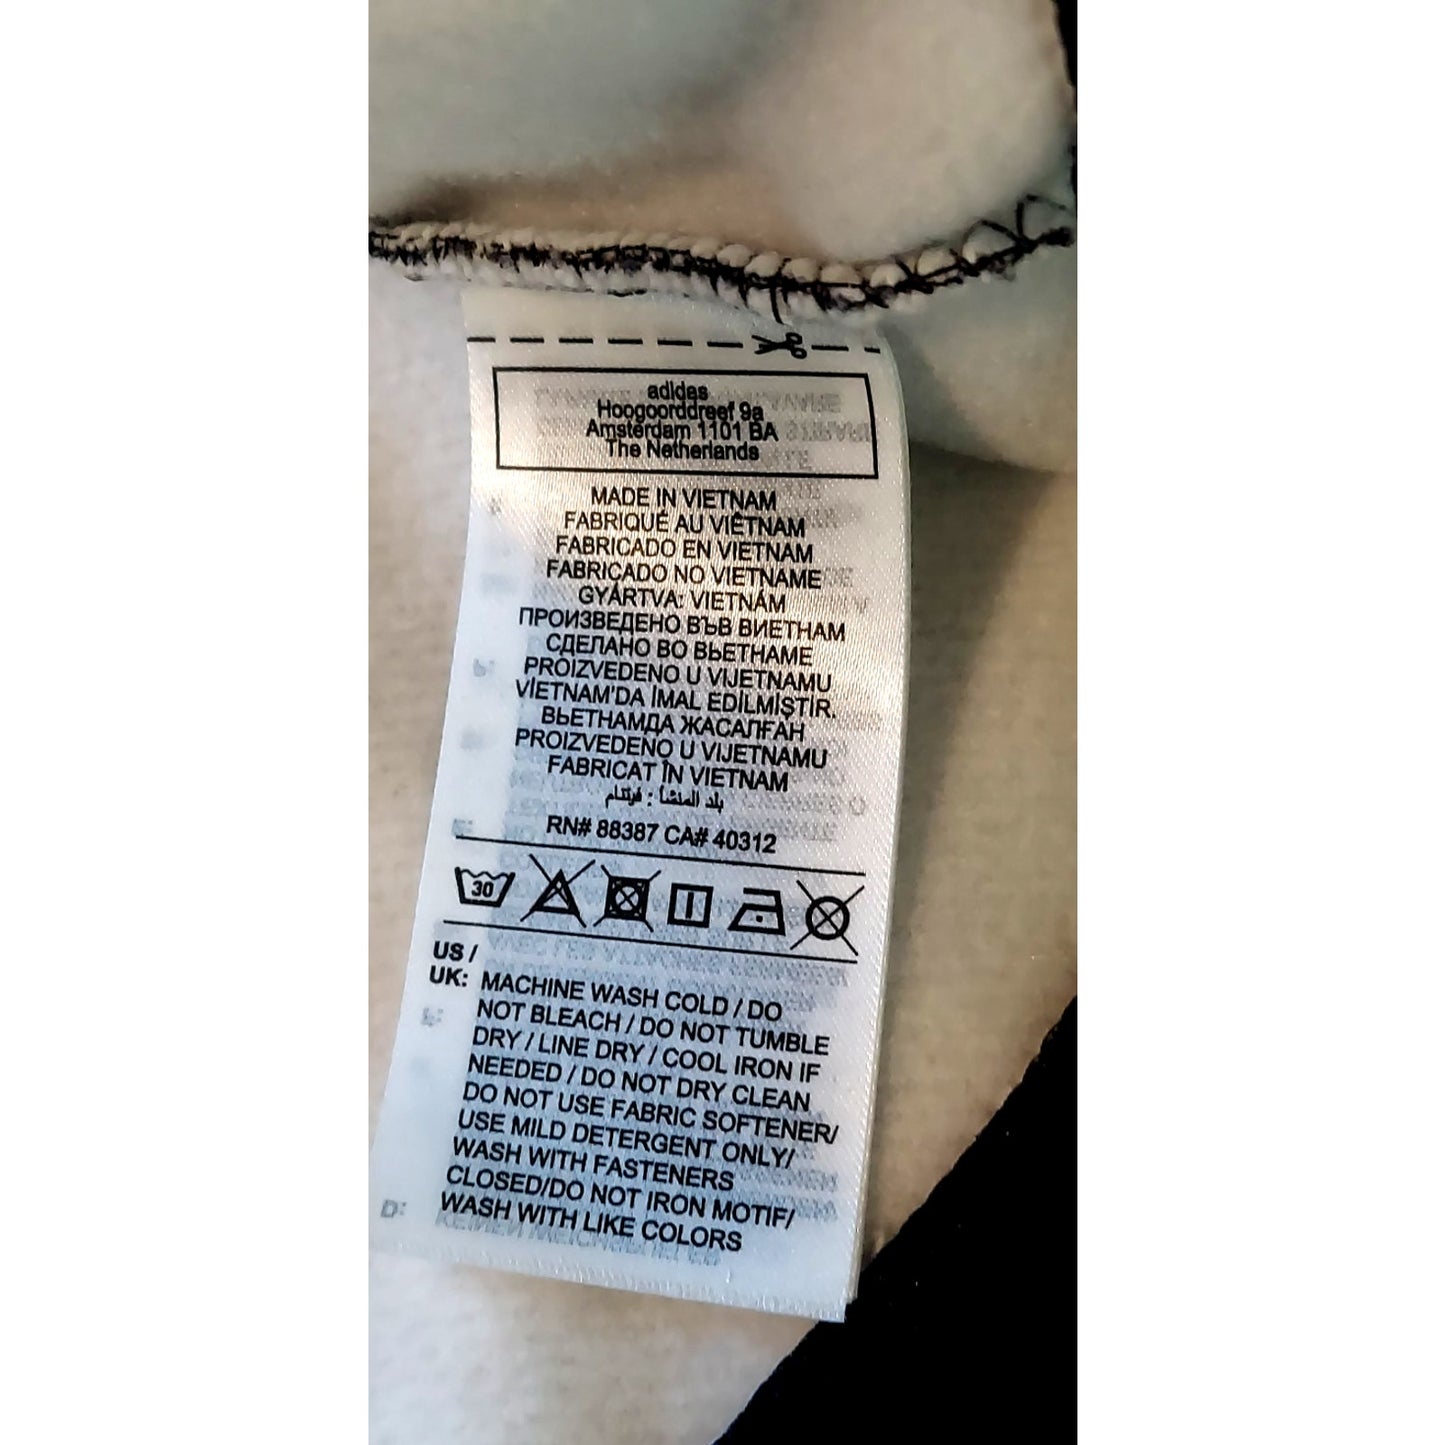 adidas
Hoogoorddreef 9a
Amsterdam 1101 BA
The Netherlands
MADE IN VIETNAM
FABRIQUÉ AU VIÊTNAM
FABRICADO EN VIETNAM
FABRICADO NO VIETNAME
GYÁRTVA: VIETNÁM
ПРОИЗВЕДЕНО ВЪВ ВИЕТНАМ
СДЕЛАНО ВО ВЬЕТНАМЕ
PROIZVEDENO U VIJETNAMU
VİETNAM'DA İMAL EDİLMİŞTİR.
ВЬЕТНАМДА ЖАСАЛҒАН
PROIZVEDENO U VIJETNAMU
FABRICAT ÎN VIETNAM
بلد المنشأ : فيتنام
RN# 88387 CA# 40312
30
US /
UK: MACHINE WASH COLD / DO
NOT BLEACH / DO NOT TUMBLE
DRY / LINE DRY / COOL IRON IF
NEEDED / DO NOT DRY CLEAN
DO NOT USE FABRIC SOFTENER/
USE MILD DETERGENT ONLY/
WASH WITH FASTENERS
CLOSED/DO NOT IRON MOTIF/
WASH WITH LIKE COLORS
D: